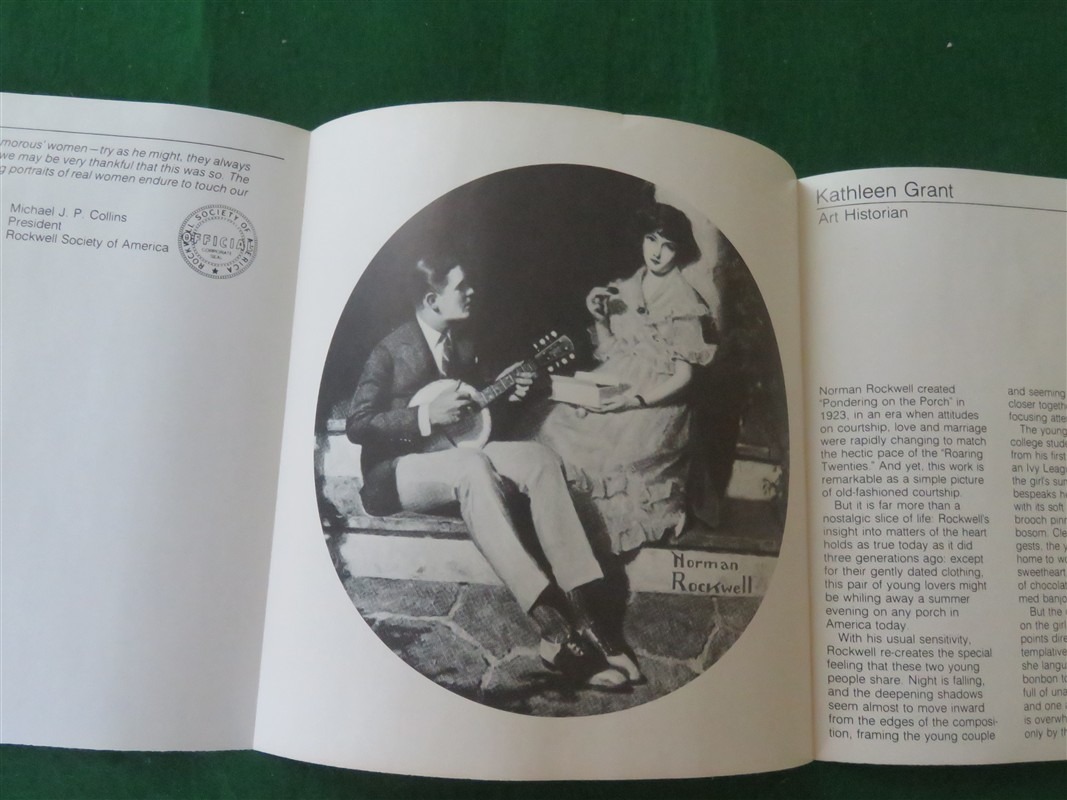 morous' women – try as he might, they always
we may be very thankful that this was so. The
g portraits of real women endure to touch our
Michael J. P. Collins
President
Rockwell Society of America
ROCKWELL SOCIETY OF AMERICA
OFFICIAL
CORPORATE
SEAL
Norman
Rockwell
Kathleen Grant
Art Historian
Norman Rockwell created
"Pondering on the Porch" in
1923, in an era when attitudes
on courtship, love and marriage
were rapidly changing to match
the hectic pace of the "Roaring
Twenties." And yet, this work is
remarkable as a simple picture
of old-fashioned courtship.
But it is far more than a
nostalgic slice of life: Rockwell's
insight into matters of the heart
holds as true today as it did
three generations ago: except
for their gently dated clothing,
this pair of young lovers might
be whiling away a summer
evening on any porch in
America today
With his usual sensitivity,
Rockwell re-creates the special
feeling that these two young
people share. Night is falling,
and the deepening shadows
seem almost to move inward
from the edges of the composi-
tion, framing the young couple
and seeming
closer togeth
focusing atte
The young
college stude
from his first
an Ivy Leag
the girl's sum
bespeaks he
with its soft
brooch pinn
bosom. Cle
gests, the y
home to wo
sweetheart
of chocolat
med banjo
But the
on the girl
points dire
templative
she langu
bonbon to
full of una
and one
is overwh
only by th